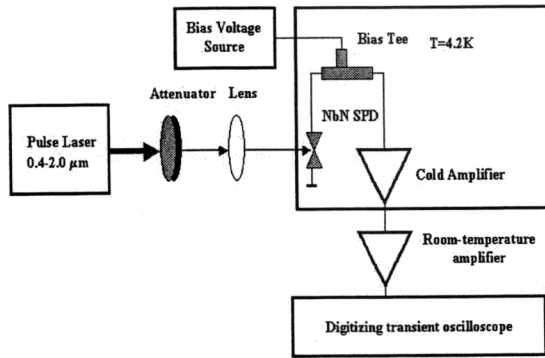 Bias Voltage
Source
Bias Tee
T=4.2K
Attenuator
Lens
NbN SPD
Pulse Laser
0.4-2.0 µm
Cold Amplifier
Room-temperature
amplifier
Digitizing transient oscilloscope